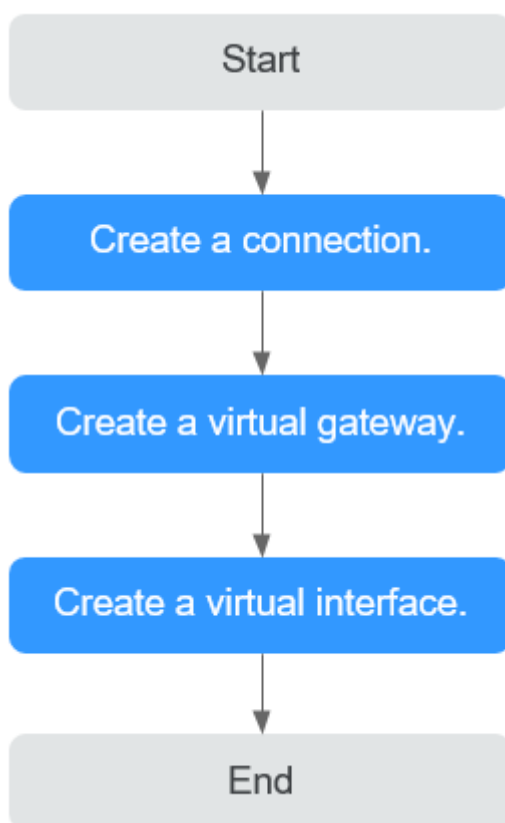 Start
Create a connection.
Create a virtual gateway.
Create a virtual interface.
End